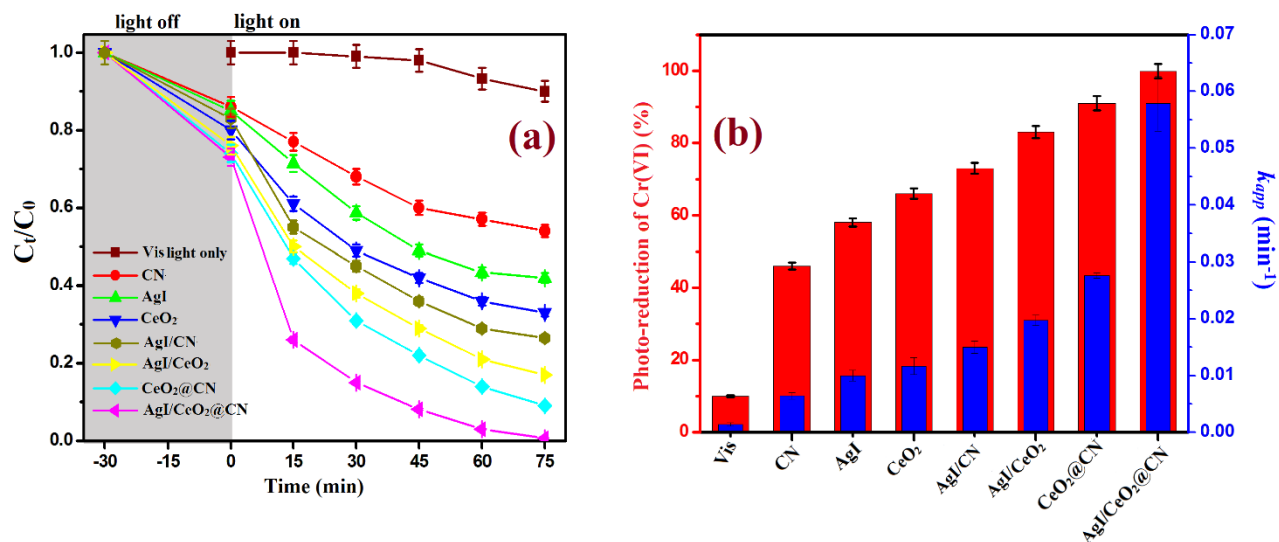 light off
light on
1.0
0.8
0.6
0.4
0.2
0.0
C_t/C_0
(a)
Vis light only
CN
AgI
CeO₂
AgI/CN
AgI/CeO₂
CeO₂@CN
AgI/CeO₂@CN
-30 -15 0 15 30 45 60 75
Time (min)
(b)
Photo-reduction of Cr(VI) (%)
100
80
60
40
20
0
0.07
0.06
0.05
0.04
0.03
0.02
0.01
0.00
k_app (min⁻¹)
Vis
CN
AgI
CeO₂
AgI/CN
AgI/CeO₂
CeO₂@CN
AgI/CeO₂@CN